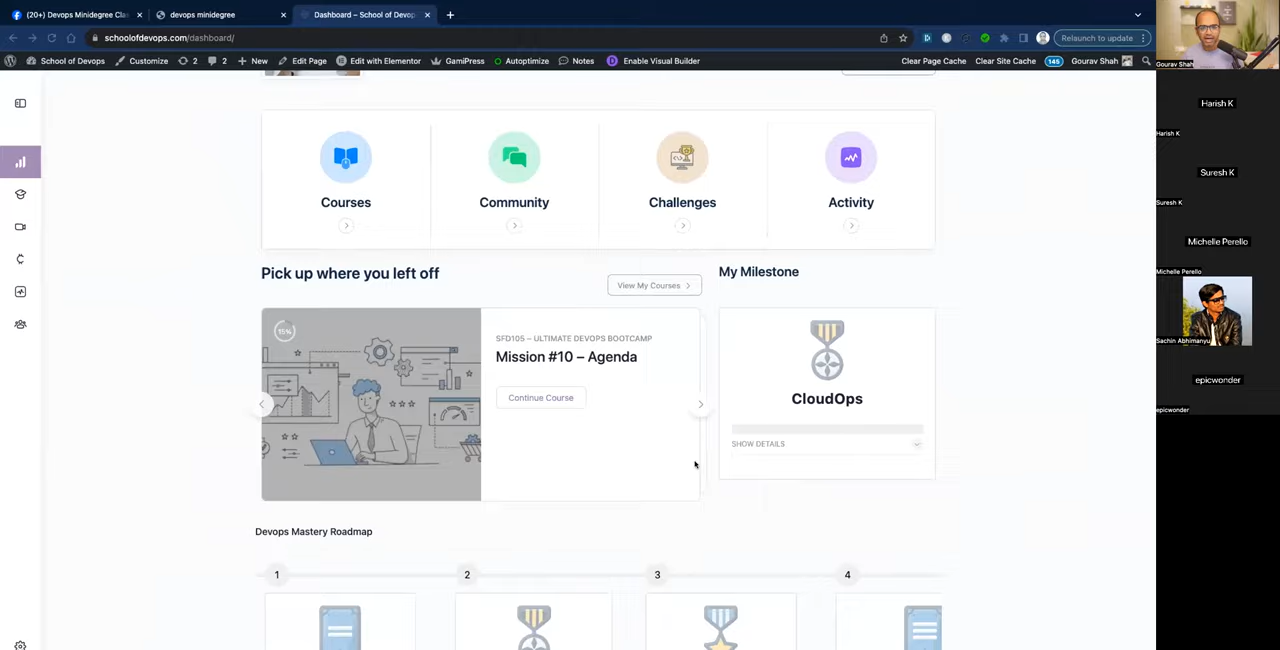 (20+) Devops Minidegree Cla
devops minidegree
Dashboard – School of Devop
schoolofdevops.com/dashboard/
Relaunch to update
School of Devops
Customize
2
2
New
Edit Page
Edit with Elementor
GamiPress
Autoptimize
Notes
Enable Visual Builder
Clear Page Cache
Clear Site Cache
145
Gourav Shah
Courses
Community
Challenges
Activity
Pick up where you left off
View My Courses
My Milestone
15%
SFD105 – ULTIMATE DEVOPS BOOTCAMP
Mission #10 – Agenda
Continue Course
CloudOps
SHOW DETAILS
Devops Mastery Roadmap
1
2
3
4
Gourav Shah
Harish K
Harish K
Suresh K
Suresh K
Michelle Perello
Michelle Perello
Sachin Abhimanyu
epicwonder
epicwonder